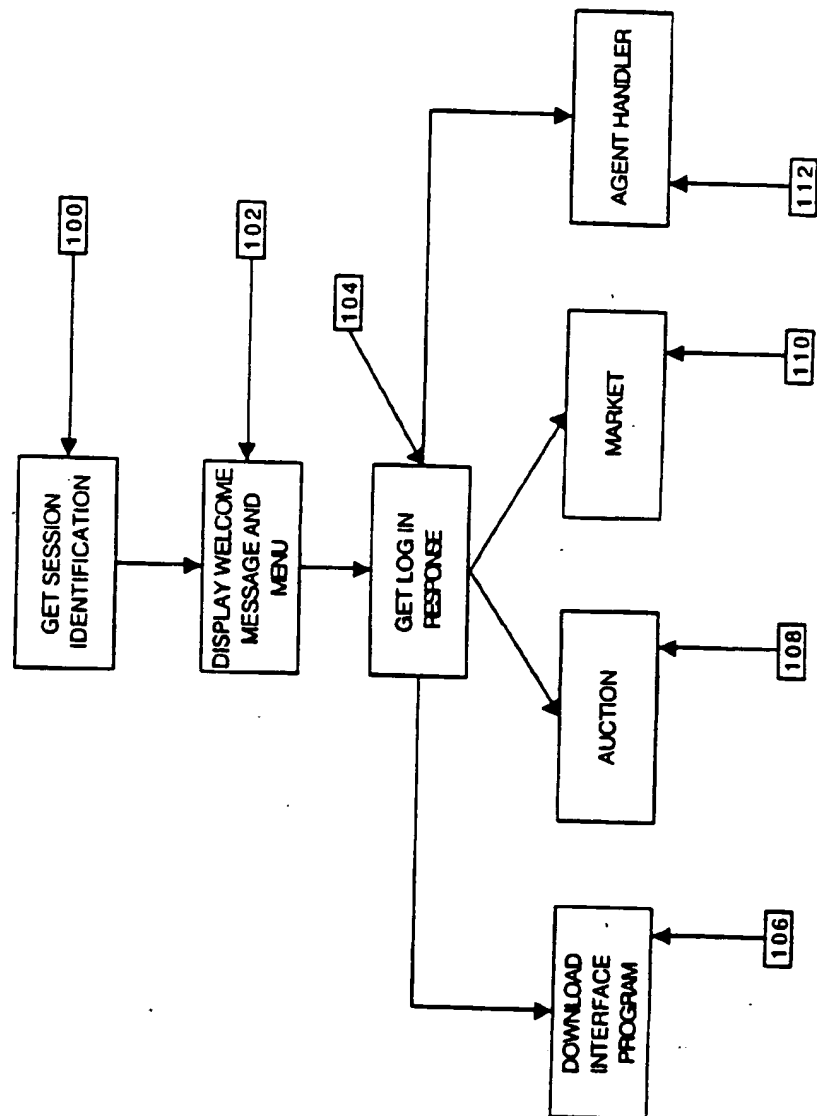 GET SESSION
IDENTIFICATION
100
DISPLAY WELCOME
MESSAGE AND
MENU
102
GET LOG IN
RESPONSE
104
DOWNLOAD
INTERFACE
PROGRAM
106
AUCTION
108
MARKET
110
AGENT HANDLER
112